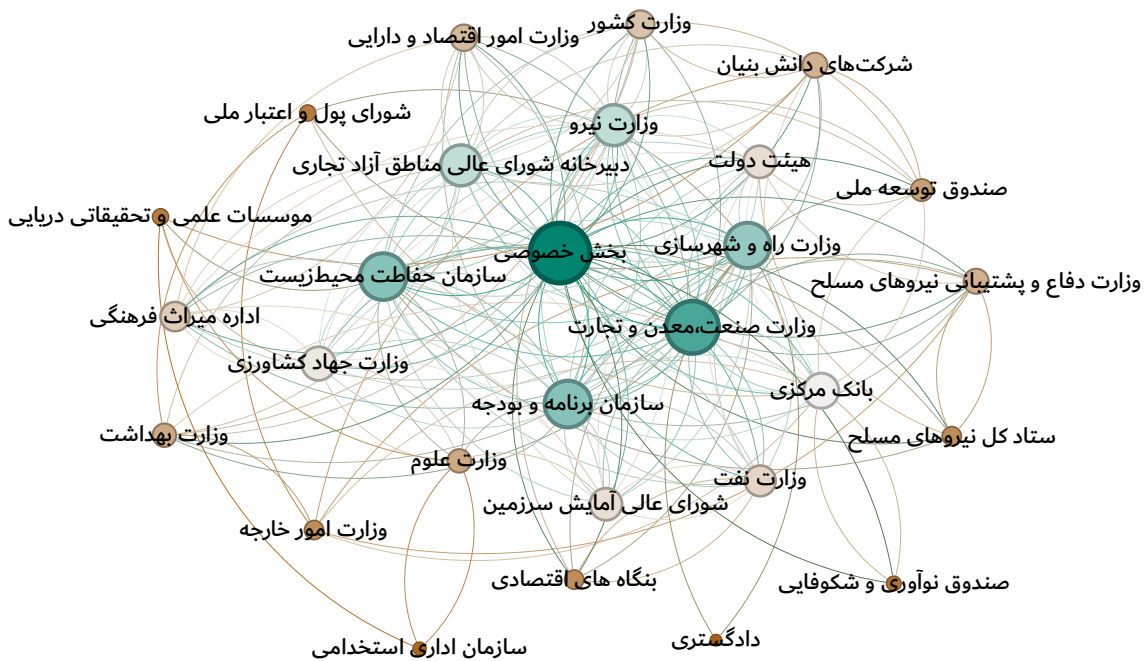 وزارت کشور
وزارت امور اقتصاد و دارایی
شرکت‌های دانش بنیان
شورای پول و اعتبار ملی
وزارت نیرو
هیئت دولت
دبیرخانه شورای عالی مناطق آزاد تجاری
صندوق توسعه ملی
موسسات علمی و تحقیقاتی دریایی
وزارت راه و شهرسازی
بخش خصوصی
سازمان حفاطت محیط‌زیست
وزارت دفاع و پشتیبانی نیروهای مسلح
اداره میراث فرهنگی
وزارت صنعت،معدن و تجارت
وزارت جهاد کشاورزی
بانک مرکزی
سازمان برنامه و بودجه
وزارت بهداشت
ستاد کل نیروهای مسلح
وزارت علوم
وزارت نفت
شورای عالی آمایش سرزمین
وزارت امور خارجه
بنگاه های اقتصادی
صندوق نوآوری و شکوفایی
دادگستری
سازمان اداری استخدامی